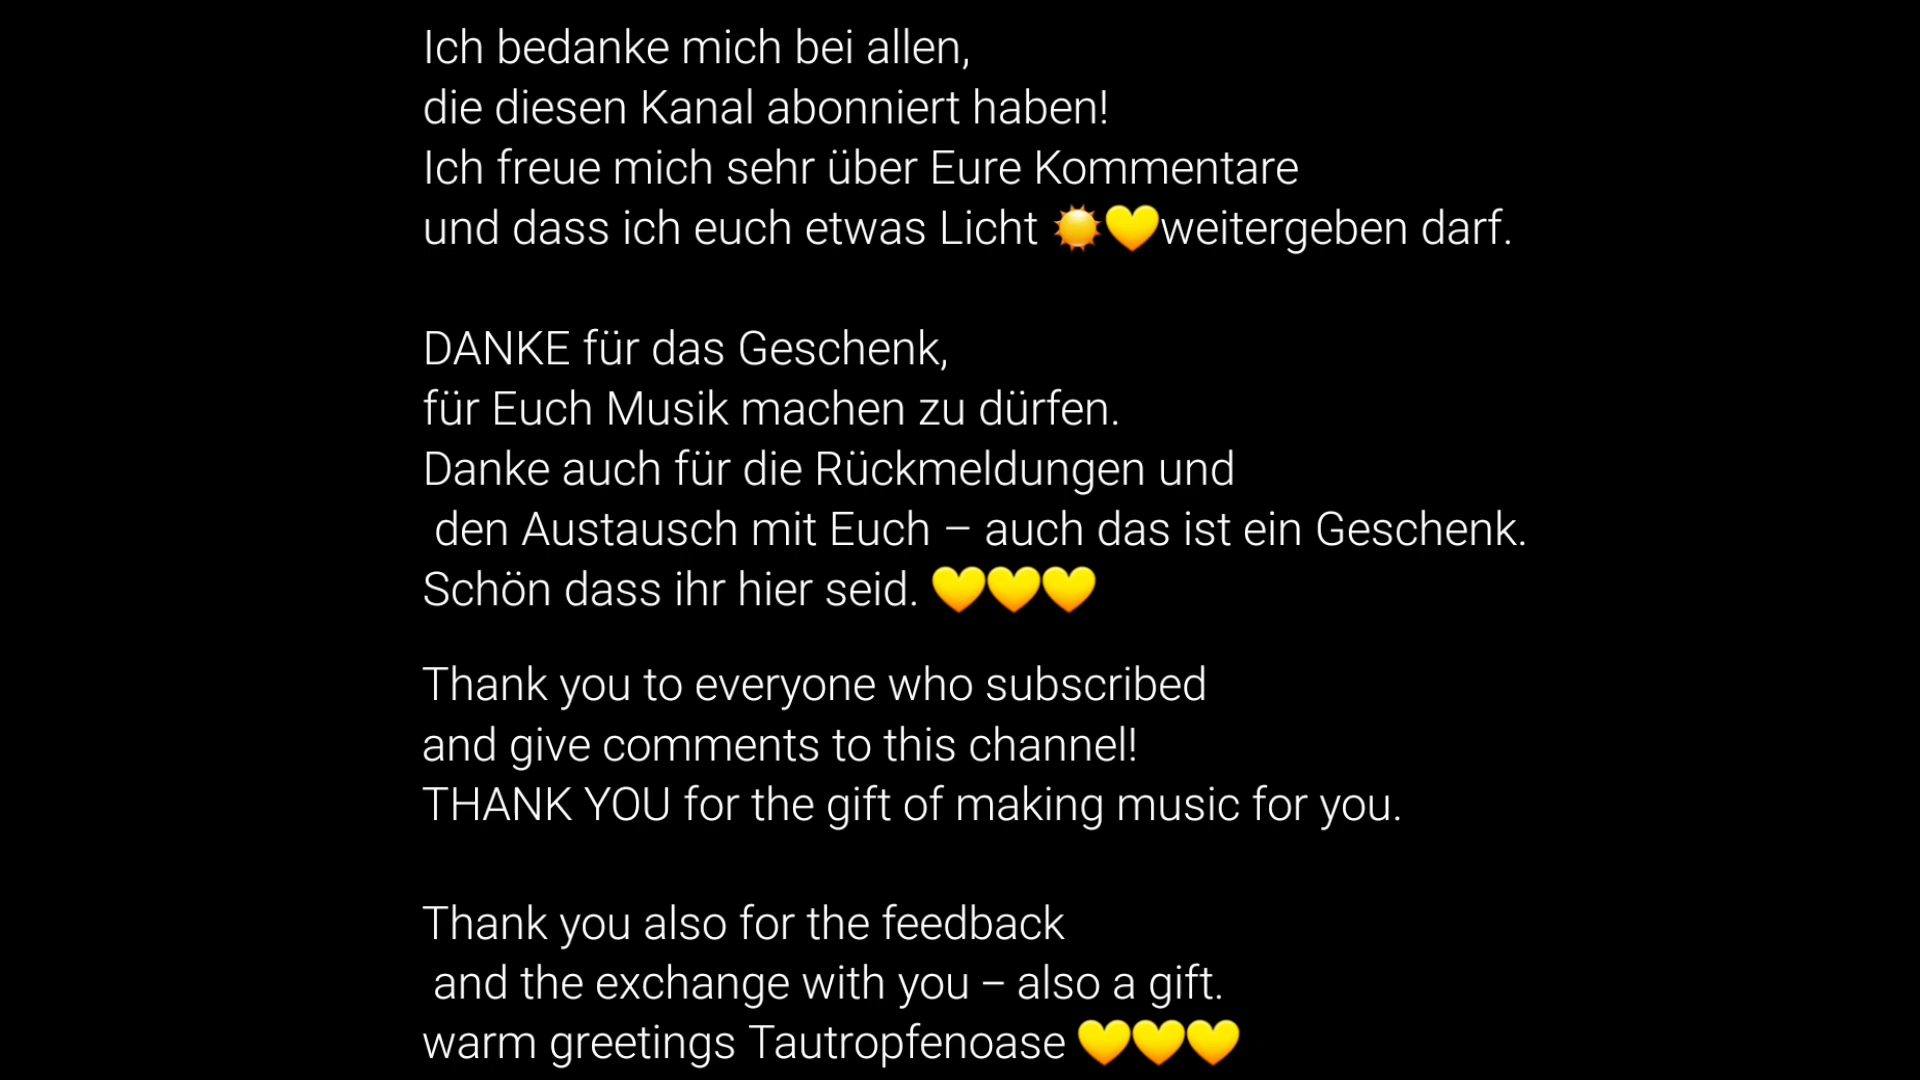 Ich bedanke mich bei allen,
die diesen Kanal abonniert haben!
Ich freue mich sehr über Eure Kommentare
und dass ich euch etwas Licht ☀️💛weitergeben darf.
DANKE für das Geschenk,
für Euch Musik machen zu dürfen.
Danke auch für die Rückmeldungen und
den Austausch mit Euch – auch das ist ein Geschenk.
Schön dass ihr hier seid. 💛💛💛
Thank you to everyone who subscribed
and give comments to this channel!
THANK YOU for the gift of making music for you.
Thank you also for the feedback
and the exchange with you – also a gift.
warm greetings Tautropfenoase 💛💛💛